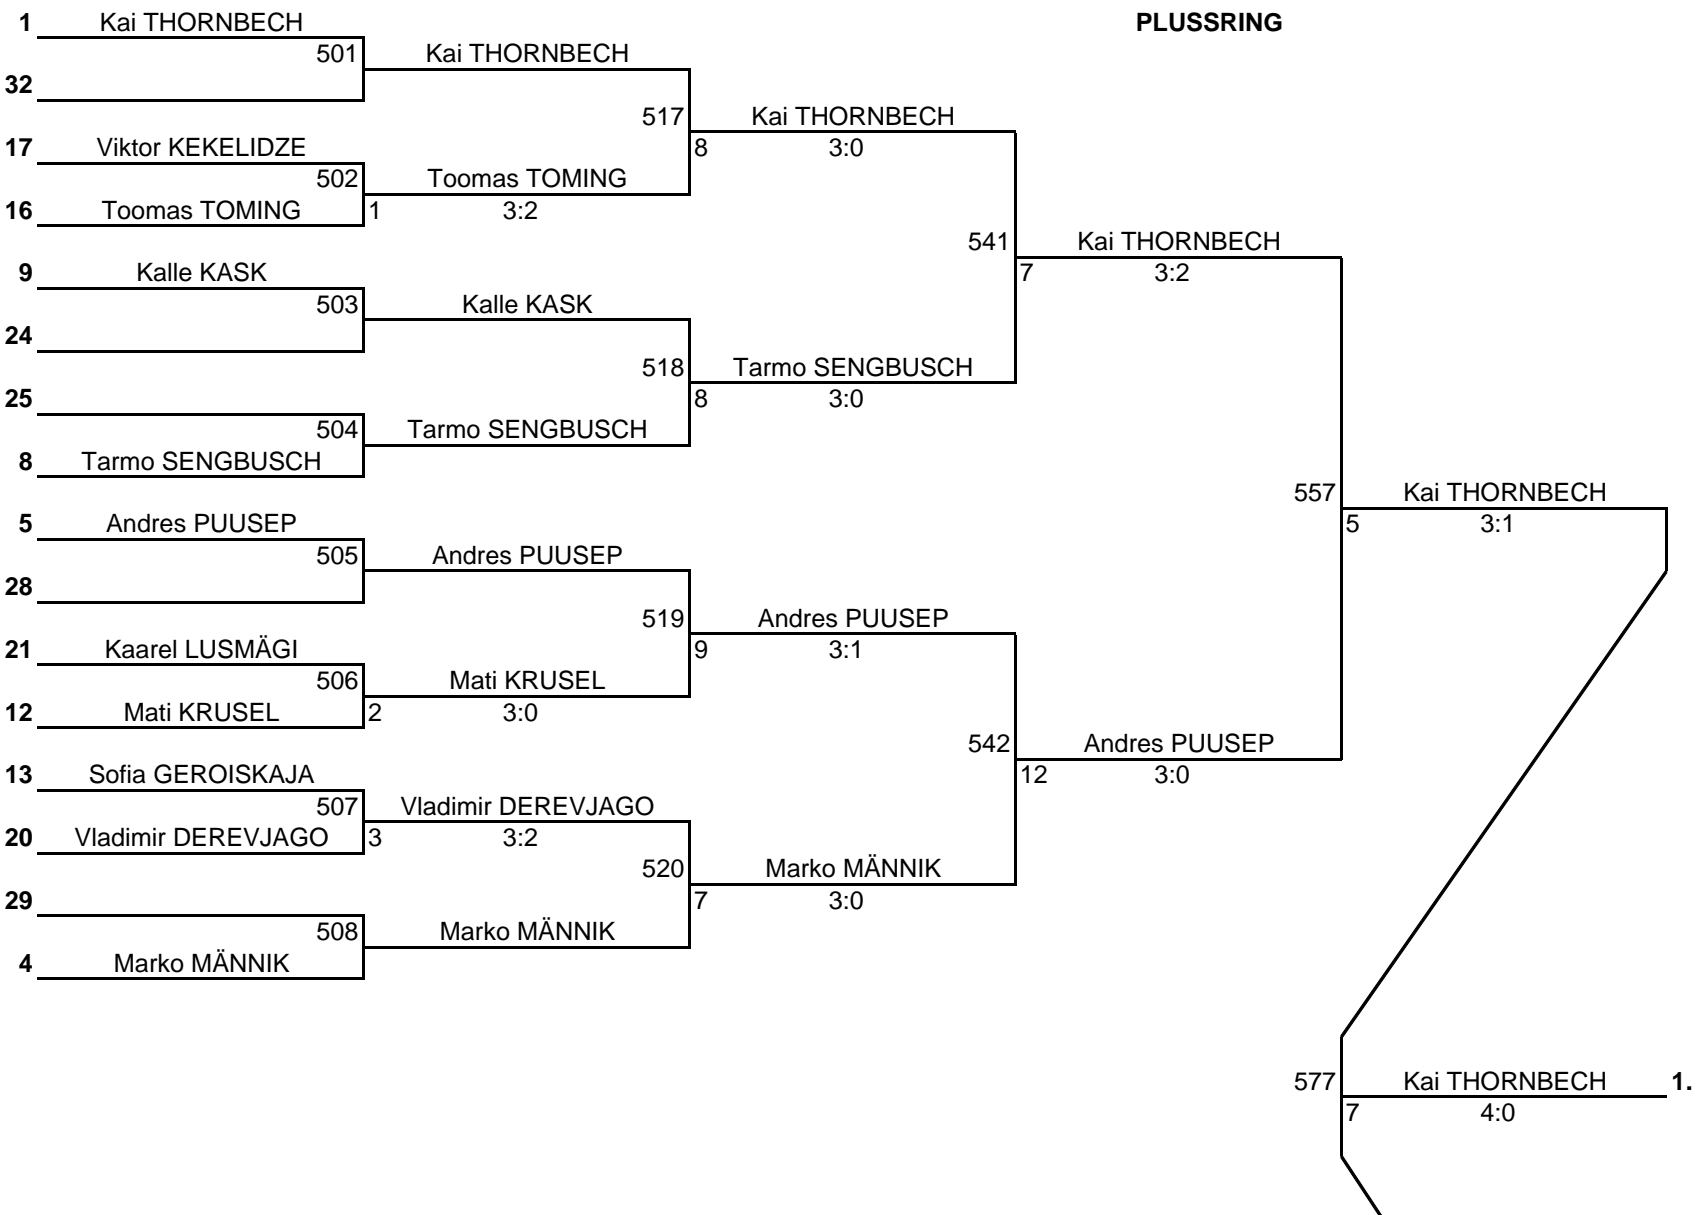 PLUSSRING
1 Kai THORNBECH
501 Kai THORNBECH
32
517 Kai THORNBECH
17 Viktor KEKELIDZE 8 3:0
502 Toomas TOMING
16 Toomas TOMING 1 3:2
541 Kai THORNBECH
9 Kalle KASK 7 3:2
503 Kalle KASK
24
518 Tarmo SENGBUSCH
25 8 3:0
504 Tarmo SENGBUSCH
8 Tarmo SENGBUSCH
557 Kai THORNBECH
5 Andres PUUSEP 5 3:1
505 Andres PUUSEP
28
519 Andres PUUSEP
21 Kaarel LUSMÄGI 9 3:1
506 Mati KRUSEL
12 Mati KRUSEL 2 3:0
542 Andres PUUSEP
13 Sofia GEROISKAJA 12 3:0
507 Vladimir DEREVJAGO
20 Vladimir DEREVJAGO 3 3:2
520 Marko MÄNNIK
29 7 3:0
508 Marko MÄNNIK
4 Marko MÄNNIK
577 Kai THORNBECH 1.
7 4:0